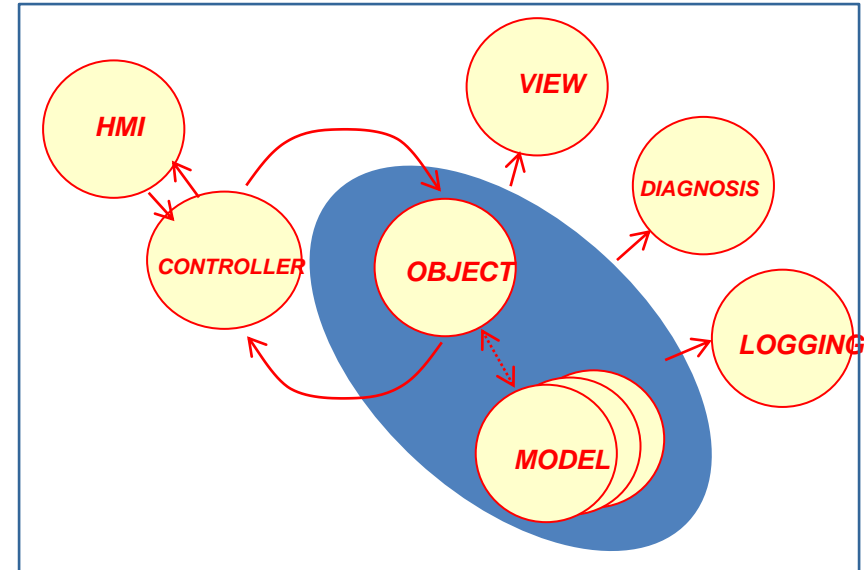 VIEW
HMI
DIAGNOSIS
CONTROLLER
OBJECT
LOGGING
MODEL